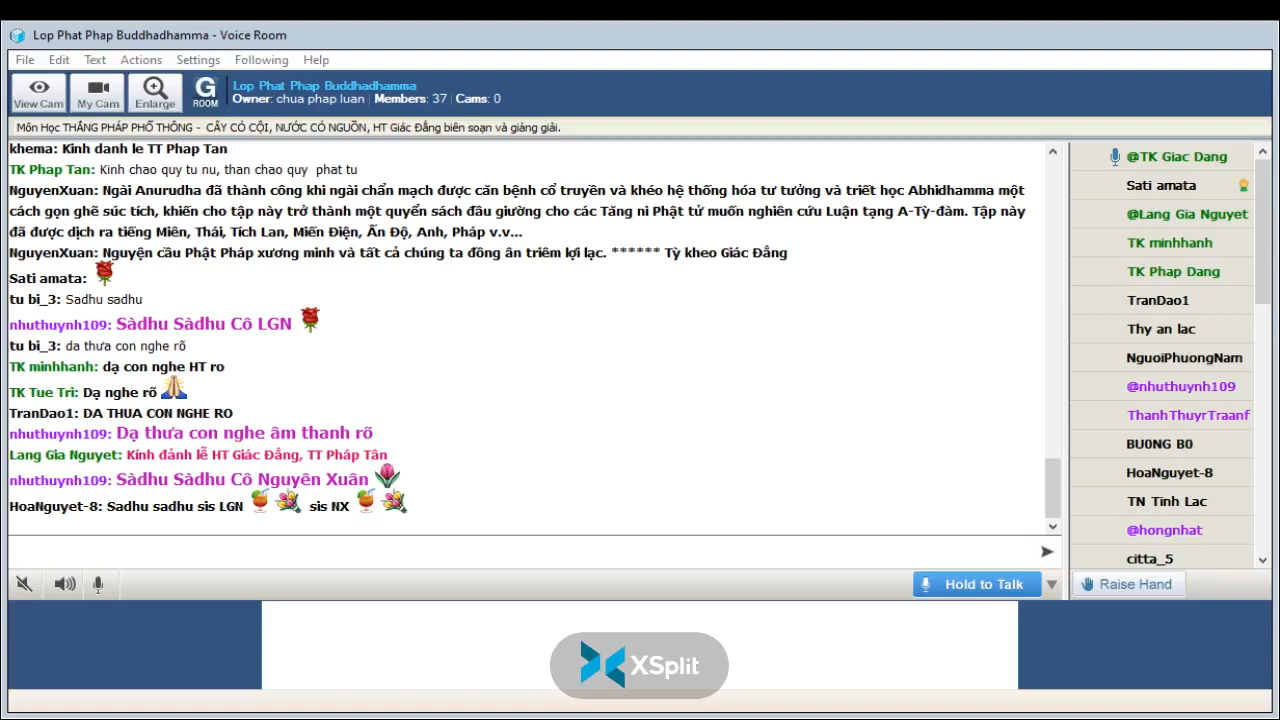 Lop Phat Phap Buddhadhamma - Voice Room
File Edit Text Actions Settings Following Help
View Cam My Cam Enlarge G ROOM
Lop Phat Phap Buddhadhamma
Owner: chua phap luan | Members: 37 | Cams: 0
Môn Học THẮNG PHÁP PHỔ THÔNG - CÂY CÓ CỘI, NƯỚC CÓ NGUỒN, HT Giác Đẳng biên soạn và giảng giải.
khema: Kinh danh le TT Phap Tan
TK Phap Tan: Kinh chao quy tu nu, than chao quy phat tu
NguyenXuan: Ngài Anurudha đã thành công khi ngài chẩn mạch được căn bệnh cổ truyền và khéo hệ thống hóa tư tưởng và triết học Abhidhamma một
cách gọn ghẽ súc tích, khiến cho tập này trở thành một quyển sách đầu giường cho các Tăng ni Phật tử muốn nghiên cứu Luận tạng A-Tỳ-đàm. Tập này
đã được dịch ra tiếng Miên, Thái, Tích Lan, Miến Điện, Ấn Độ, Anh, Pháp v.v...
NguyenXuan: Nguyện cầu Phật Pháp xương minh và tất cả chúng ta đồng ân triêm lợi lạc. ****** Tỳ kheo Giác Đẳng
Sati amata:
tu bi_3: Sadhu sadhu
nhuthuynh109: Sàdhu Sàdhu Cô LGN
tu bi_3: da thưa con nghe rõ
TK minhhanh: dạ con nghe HT ro
TK Tue Tri: Dạ nghe rõ
TranDao1: DA THUA CON NGHE RO
nhuthuynh109: Dạ thưa con nghe âm thanh rõ
Lang Gia Nguyet: Kính đảnh lễ HT Giác Đẳng, TT Pháp Tân
nhuthuynh109: Sàdhu Sàdhu Cô Nguyên Xuân
HoaNguyet-8: Sadhu sadhu sis LGN sis NX
@TK Giac Dang
Sati amata
@Lang Gia Nguyet
TK minhhanh
TK Phap Dang
TranDao1
Thy an lac
NguoiPhuongNam
@nhuthuynh109
ThanhThuyrTraanf
BU0NG B0
HoaNguyet-8
TN Tinh Lac
@hongnhat
citta_5
Hold to Talk
Raise Hand
XSplit